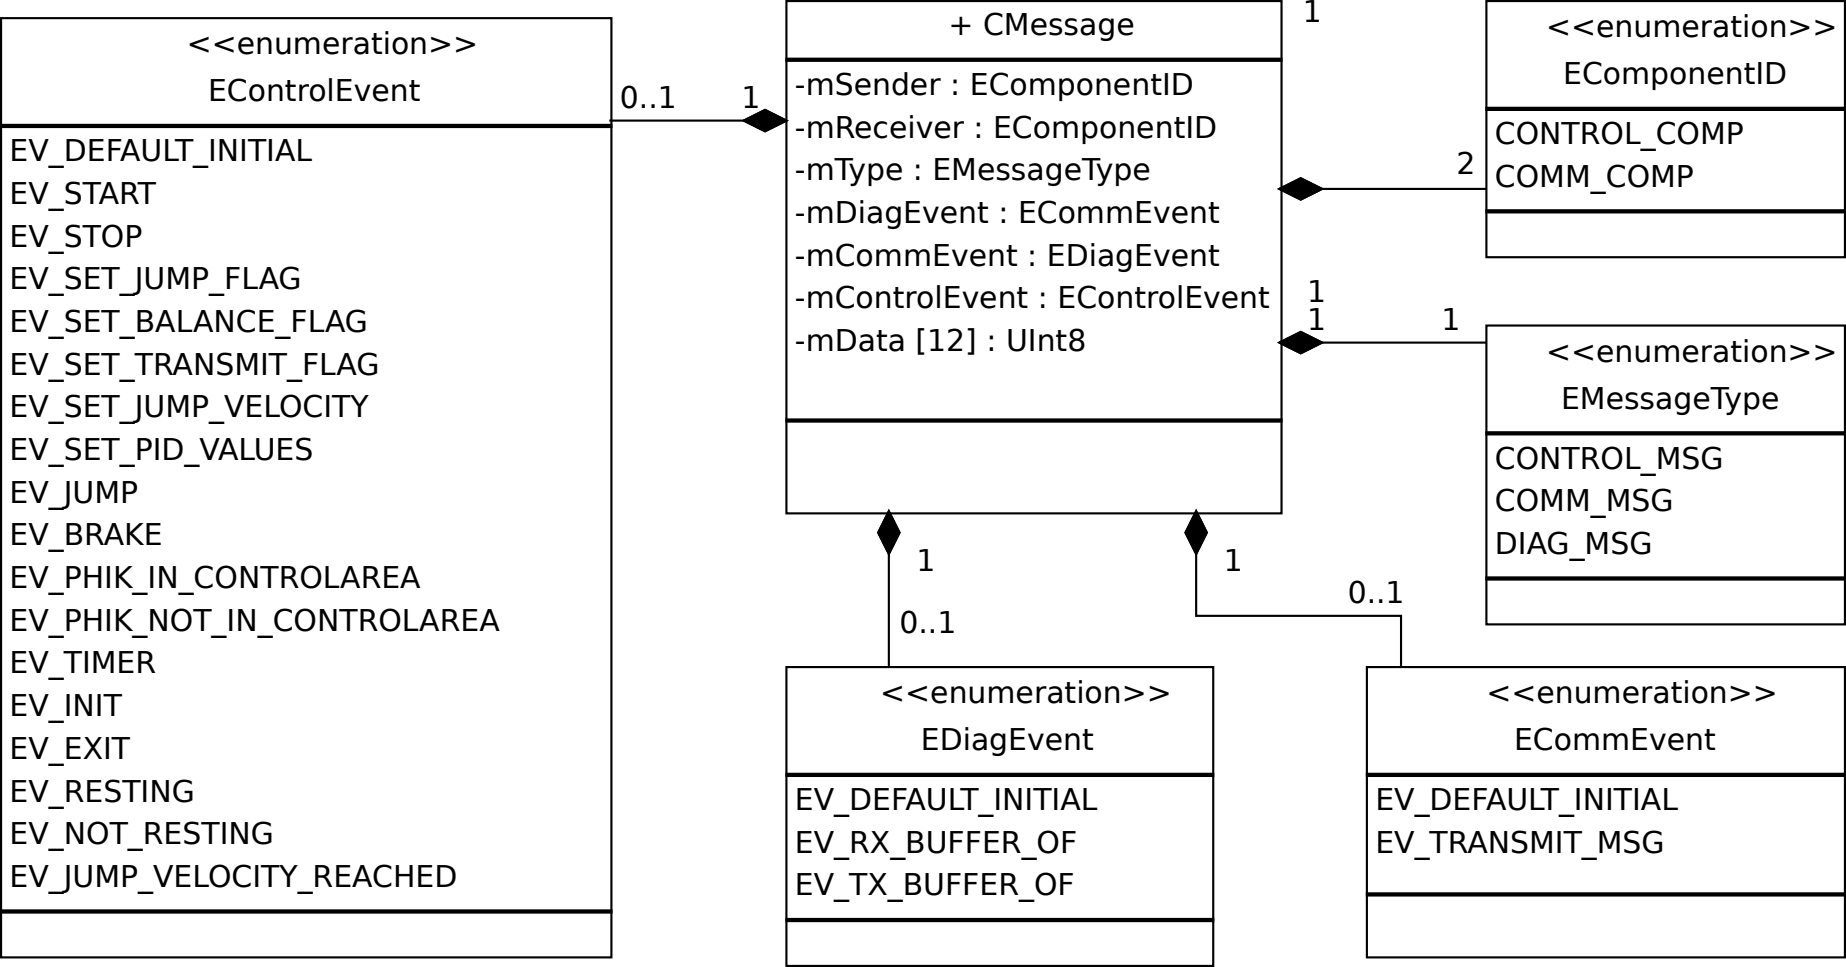 <<enumeration>>
EControlEvent
EV_DEFAULT_INITIAL
EV_START
EV_STOP
EV_SET_JUMP_FLAG
EV_SET_BALANCE_FLAG
EV_SET_TRANSMIT_FLAG
EV_SET_JUMP_VELOCITY
EV_SET_PID_VALUES
EV_JUMP
EV_BRAKE
EV_PHIK_IN_CONTROLAREA
EV_PHIK_NOT_IN_CONTROLAREA
EV_TIMER
EV_INIT
EV_EXIT
EV_RESTING
EV_NOT_RESTING
EV_JUMP_VELOCITY_REACHED
0..1
1
+ CMessage
-mSender : EComponentID
-mReceiver : EComponentID
-mType : EMessageType
-mDiagEvent : ECommEvent
-mCommEvent : EDiagEvent
-mControlEvent : EControlEvent
-mData [12] : UInt8
1
2
1
1
1
<<enumeration>>
EComponentID
CONTROL_COMP
COMM_COMP
<<enumeration>>
EMessageType
CONTROL_MSG
COMM_MSG
DIAG_MSG
1
0..1
1
0..1
<<enumeration>>
EDiagEvent
EV_DEFAULT_INITIAL
EV_RX_BUFFER_OF
EV_TX_BUFFER_OF
<<enumeration>>
ECommEvent
EV_DEFAULT_INITIAL
EV_TRANSMIT_MSG